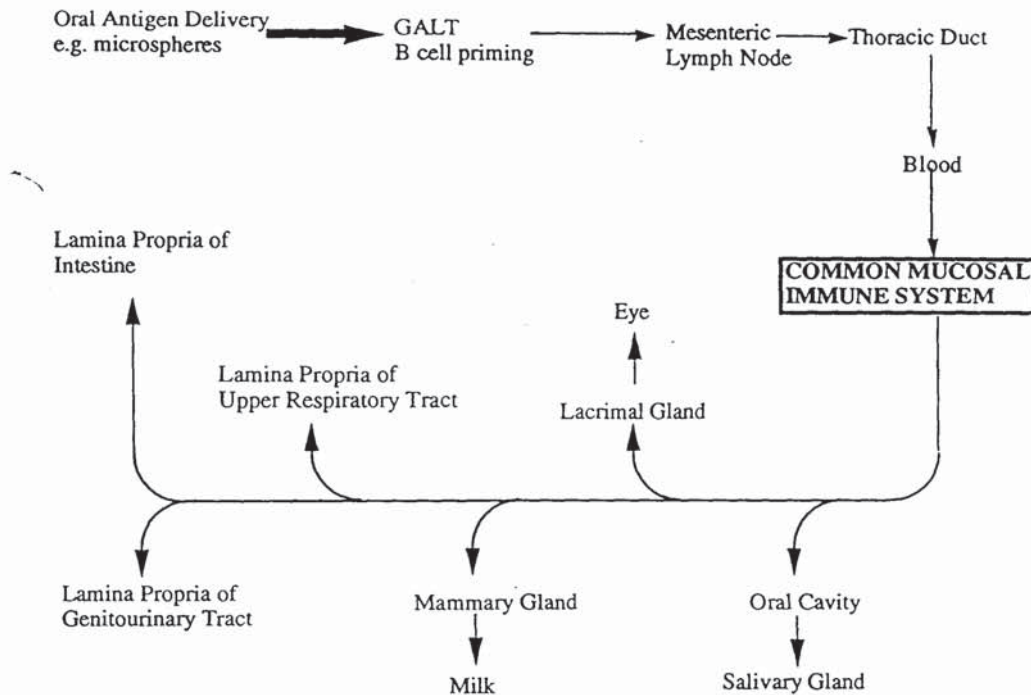 Oral Antigen Delivery
e.g. microspheres
GALT
B cell priming
Mesenteric
Lymph Node
Thoracic Duct
Blood
COMMON MUCOSAL
IMMUNE SYSTEM
Lamina Propria of
Intestine
Eye
Lamina Propria of
Upper Respiratory Tract
Lacrimal Gland
Lamina Propria of
Genitourinary Tract
Mammary Gland
Oral Cavity
Milk
Salivary Gland